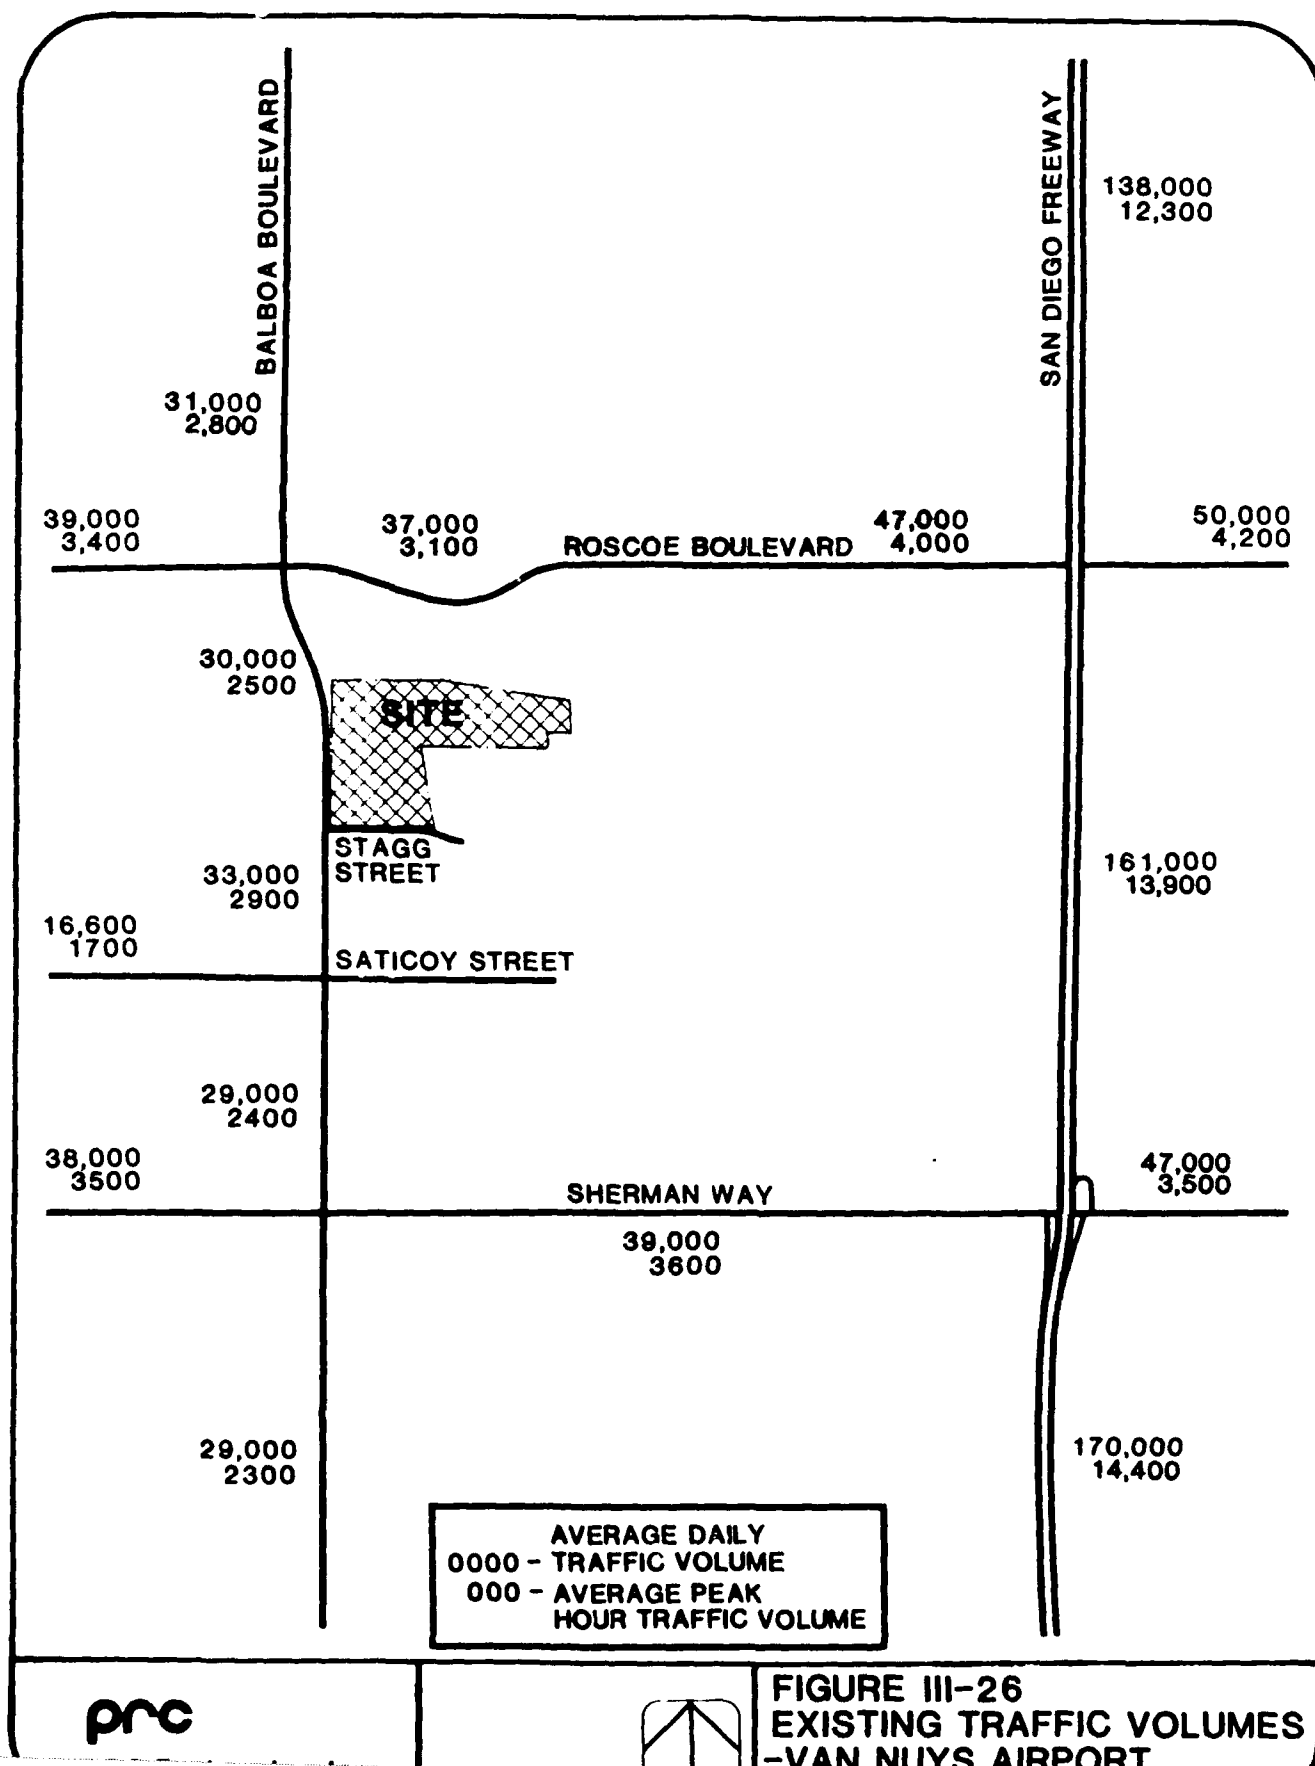 BALBOA BOULEVARD
SAN DIEGO FREEWAY
138,000
12,300
31,000
2,800
39,000
3,400
37,000
3,100
ROSCOE BOULEVARD
47,000
4,000
50,000
4,200
30,000
2500
SITE
STAGG
STREET
33,000
2900
161,000
13,900
16,600
1700
SATICOY STREET
29,000
2400
38,000
3500
SHERMAN WAY
47,000
3,500
39,000
3600
29,000
2300
170,000
14,400
AVERAGE DAILY
0000 - TRAFFIC VOLUME
000 - AVERAGE PEAK
HOUR TRAFFIC VOLUME
prc
FIGURE III-26
EXISTING TRAFFIC VOLUMES
-VAN NUYS AIRPORT